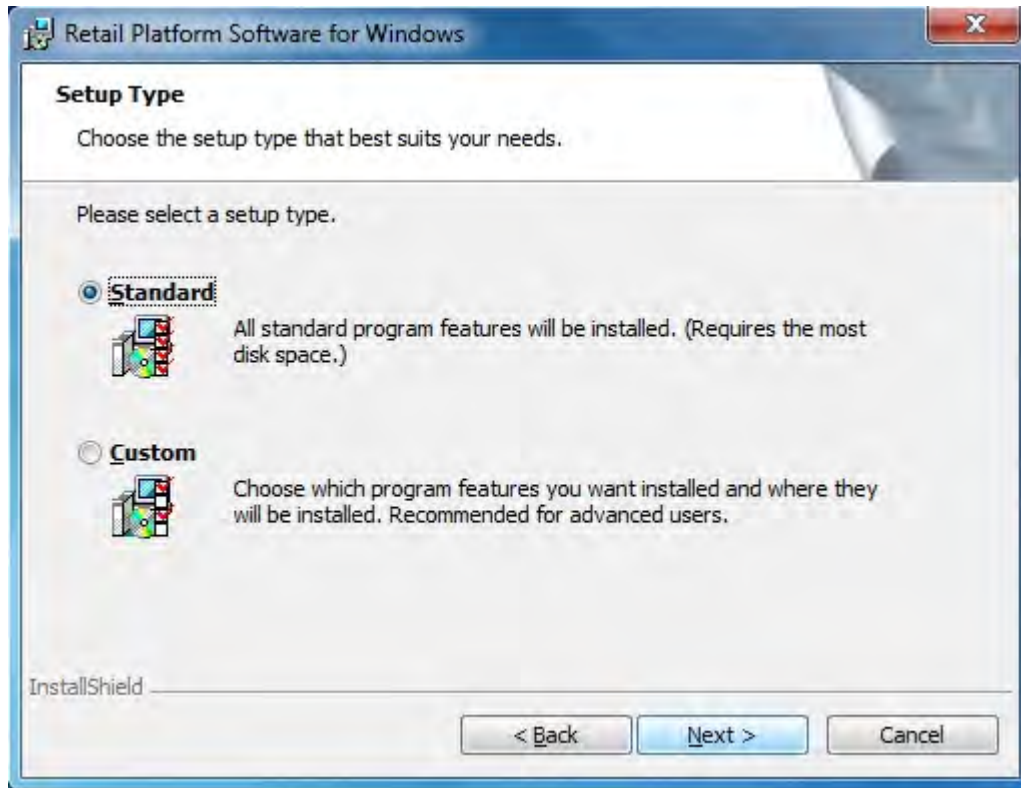 Retail Platform Software for Windows
Setup Type
Choose the setup type that best suits your needs.
Please select a setup type.
Standard
All standard program features will be installed. (Requires the most
disk space.)
Custom
Choose which program features you want installed and where they
will be installed. Recommended for advanced users.
InstallShield
< Back
Next >
Cancel